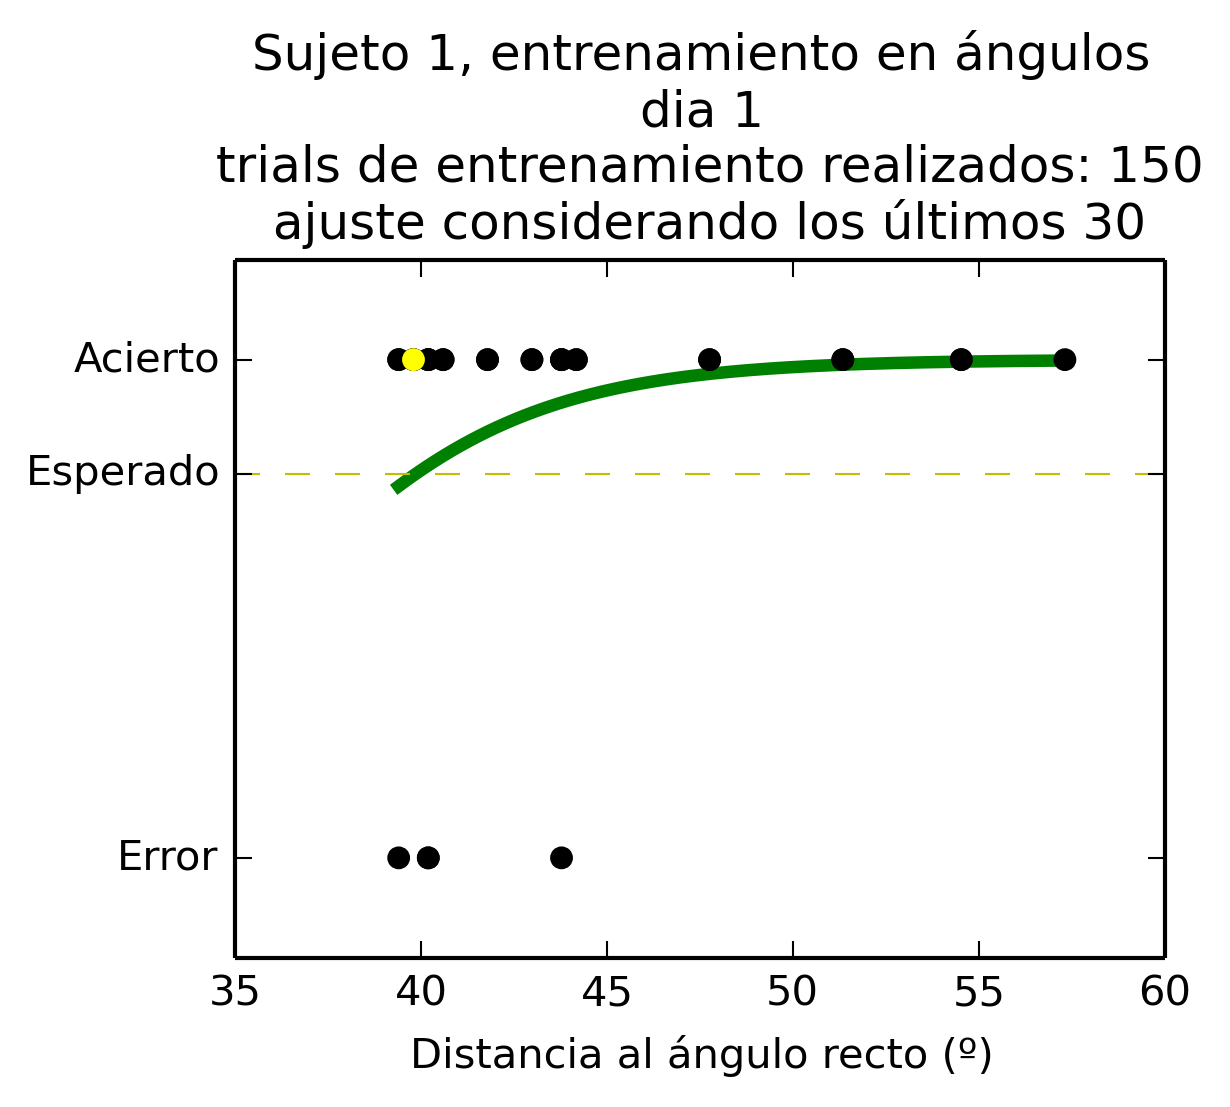 Sujeto 1, entrenamiento en ángulos
dia 1
trials de entrenamiento realizados: 150
ajuste considerando los últimos 30
Acierto
Esperado
Error
35 40 45 50 55 60
Distancia al ángulo recto (º)